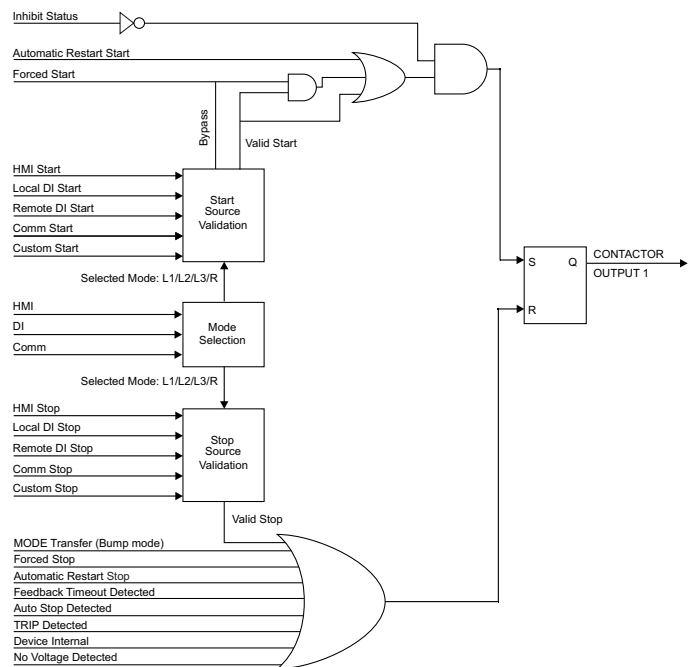 Inhibit Status
Automatic Restart Start
Forced Start
Bypass
Valid Start
HMI Start
Local DI Start
Remote DI Start
Comm Start
Custom Start
Start
Source
Validation
Selected Mode: L1/L2/L3/R
S
Q
R
CONTACTOR
OUTPUT 1
HMI
DI
Comm
Mode
Selection
Selected Mode: L1/L2/L3/R
HMI Stop
Local DI Stop
Remote DI Stop
Comm Stop
Custom Stop
Stop
Source
Validation
Valid Stop
MODE Transfer (Bump mode)
Forced Stop
Automatic Restart Stop
Feedback Timeout Detected
Auto Stop Detected
TRIP Detected
Device Internal
No Voltage Detected